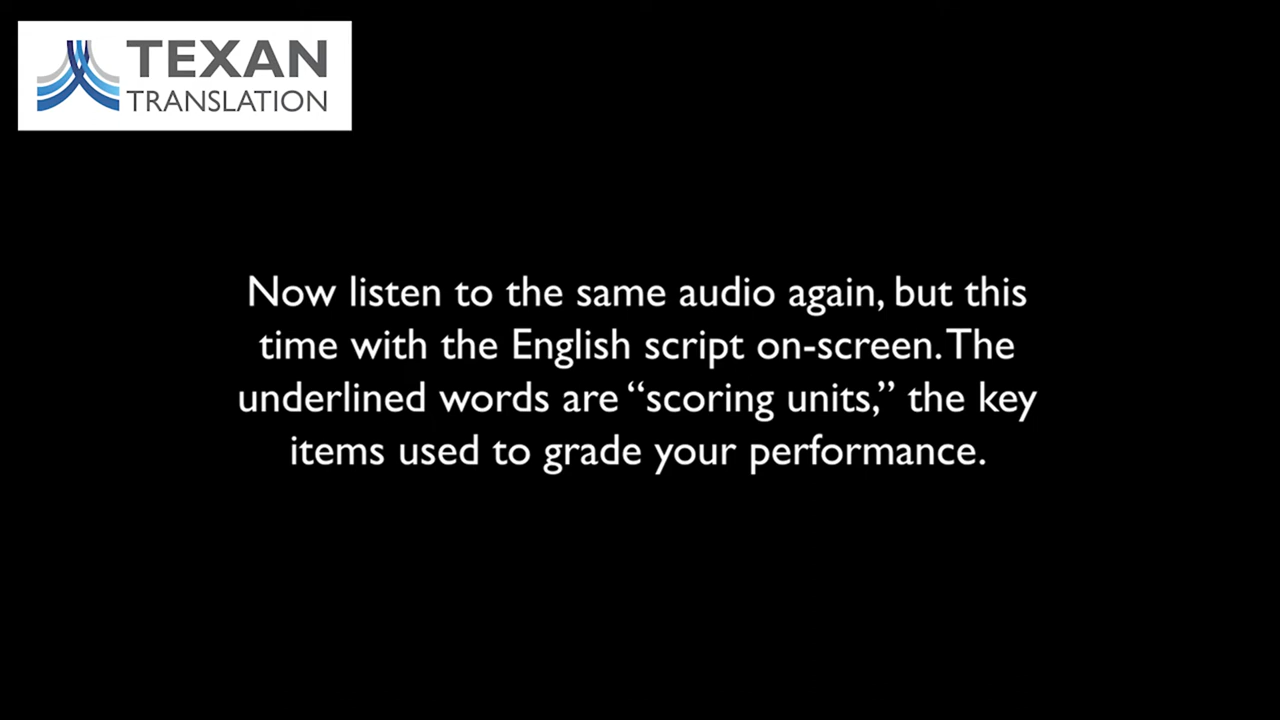 TEXAN
TRANSLATION
Now listen to the same audio again, but this
time with the English script on-screen. The
underlined words are “scoring units,” the key
items used to grade your performance.